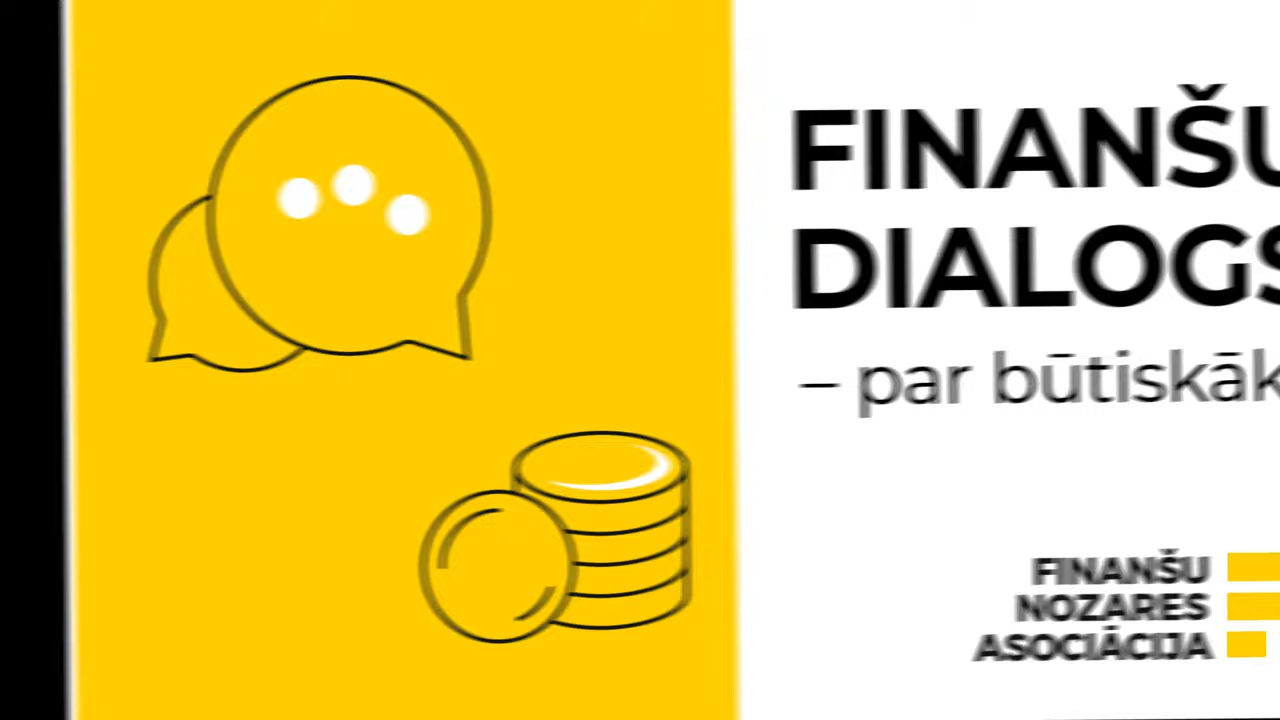 FINANŠU
DIALOGS
– par būtiskāk
FINANŠU
NOZARES
ASOCIĀCIJA